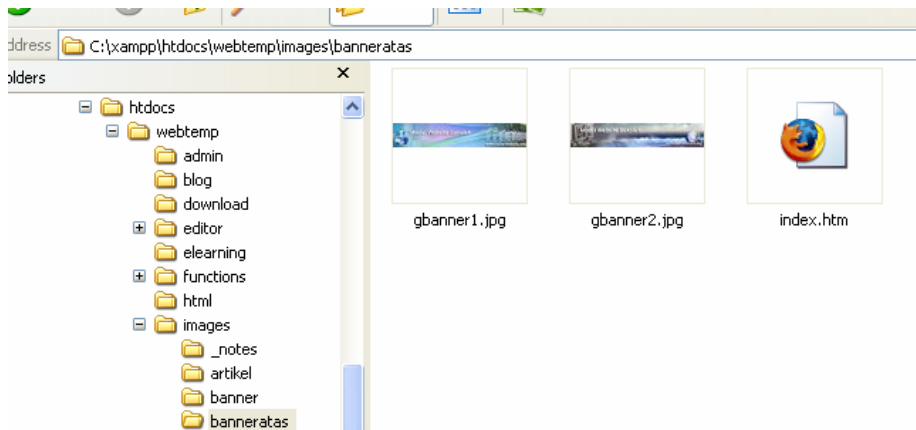 ddress C:\xampp\htdocs\webtemp\images\banneratas
olders
htdocs
webtemp
admin
blog
download
editor
elearning
functions
html
images
_notes
artikel
banner
banneratas
gbanner1.jpg
gbanner2.jpg
index.htm